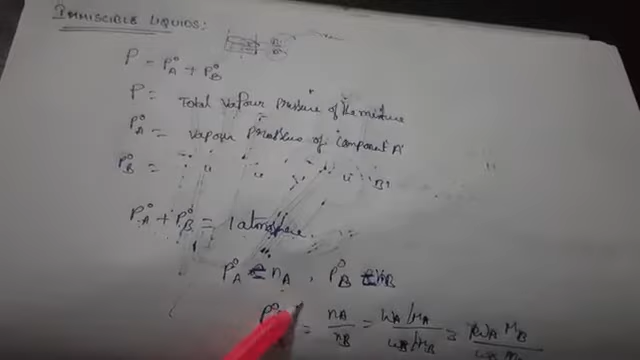 IMMISCIBLE LIQUIDS:
P = P°A + P°B
P = Total vapour pressure of the mixture
P°A = vapour pressure of component A
P°B = " " " " " B
P°A + P°B = 1 atmosphere.
P°A nA , P°B nB
P° = nA/nB = WA/MA / WB/MB = WA MB